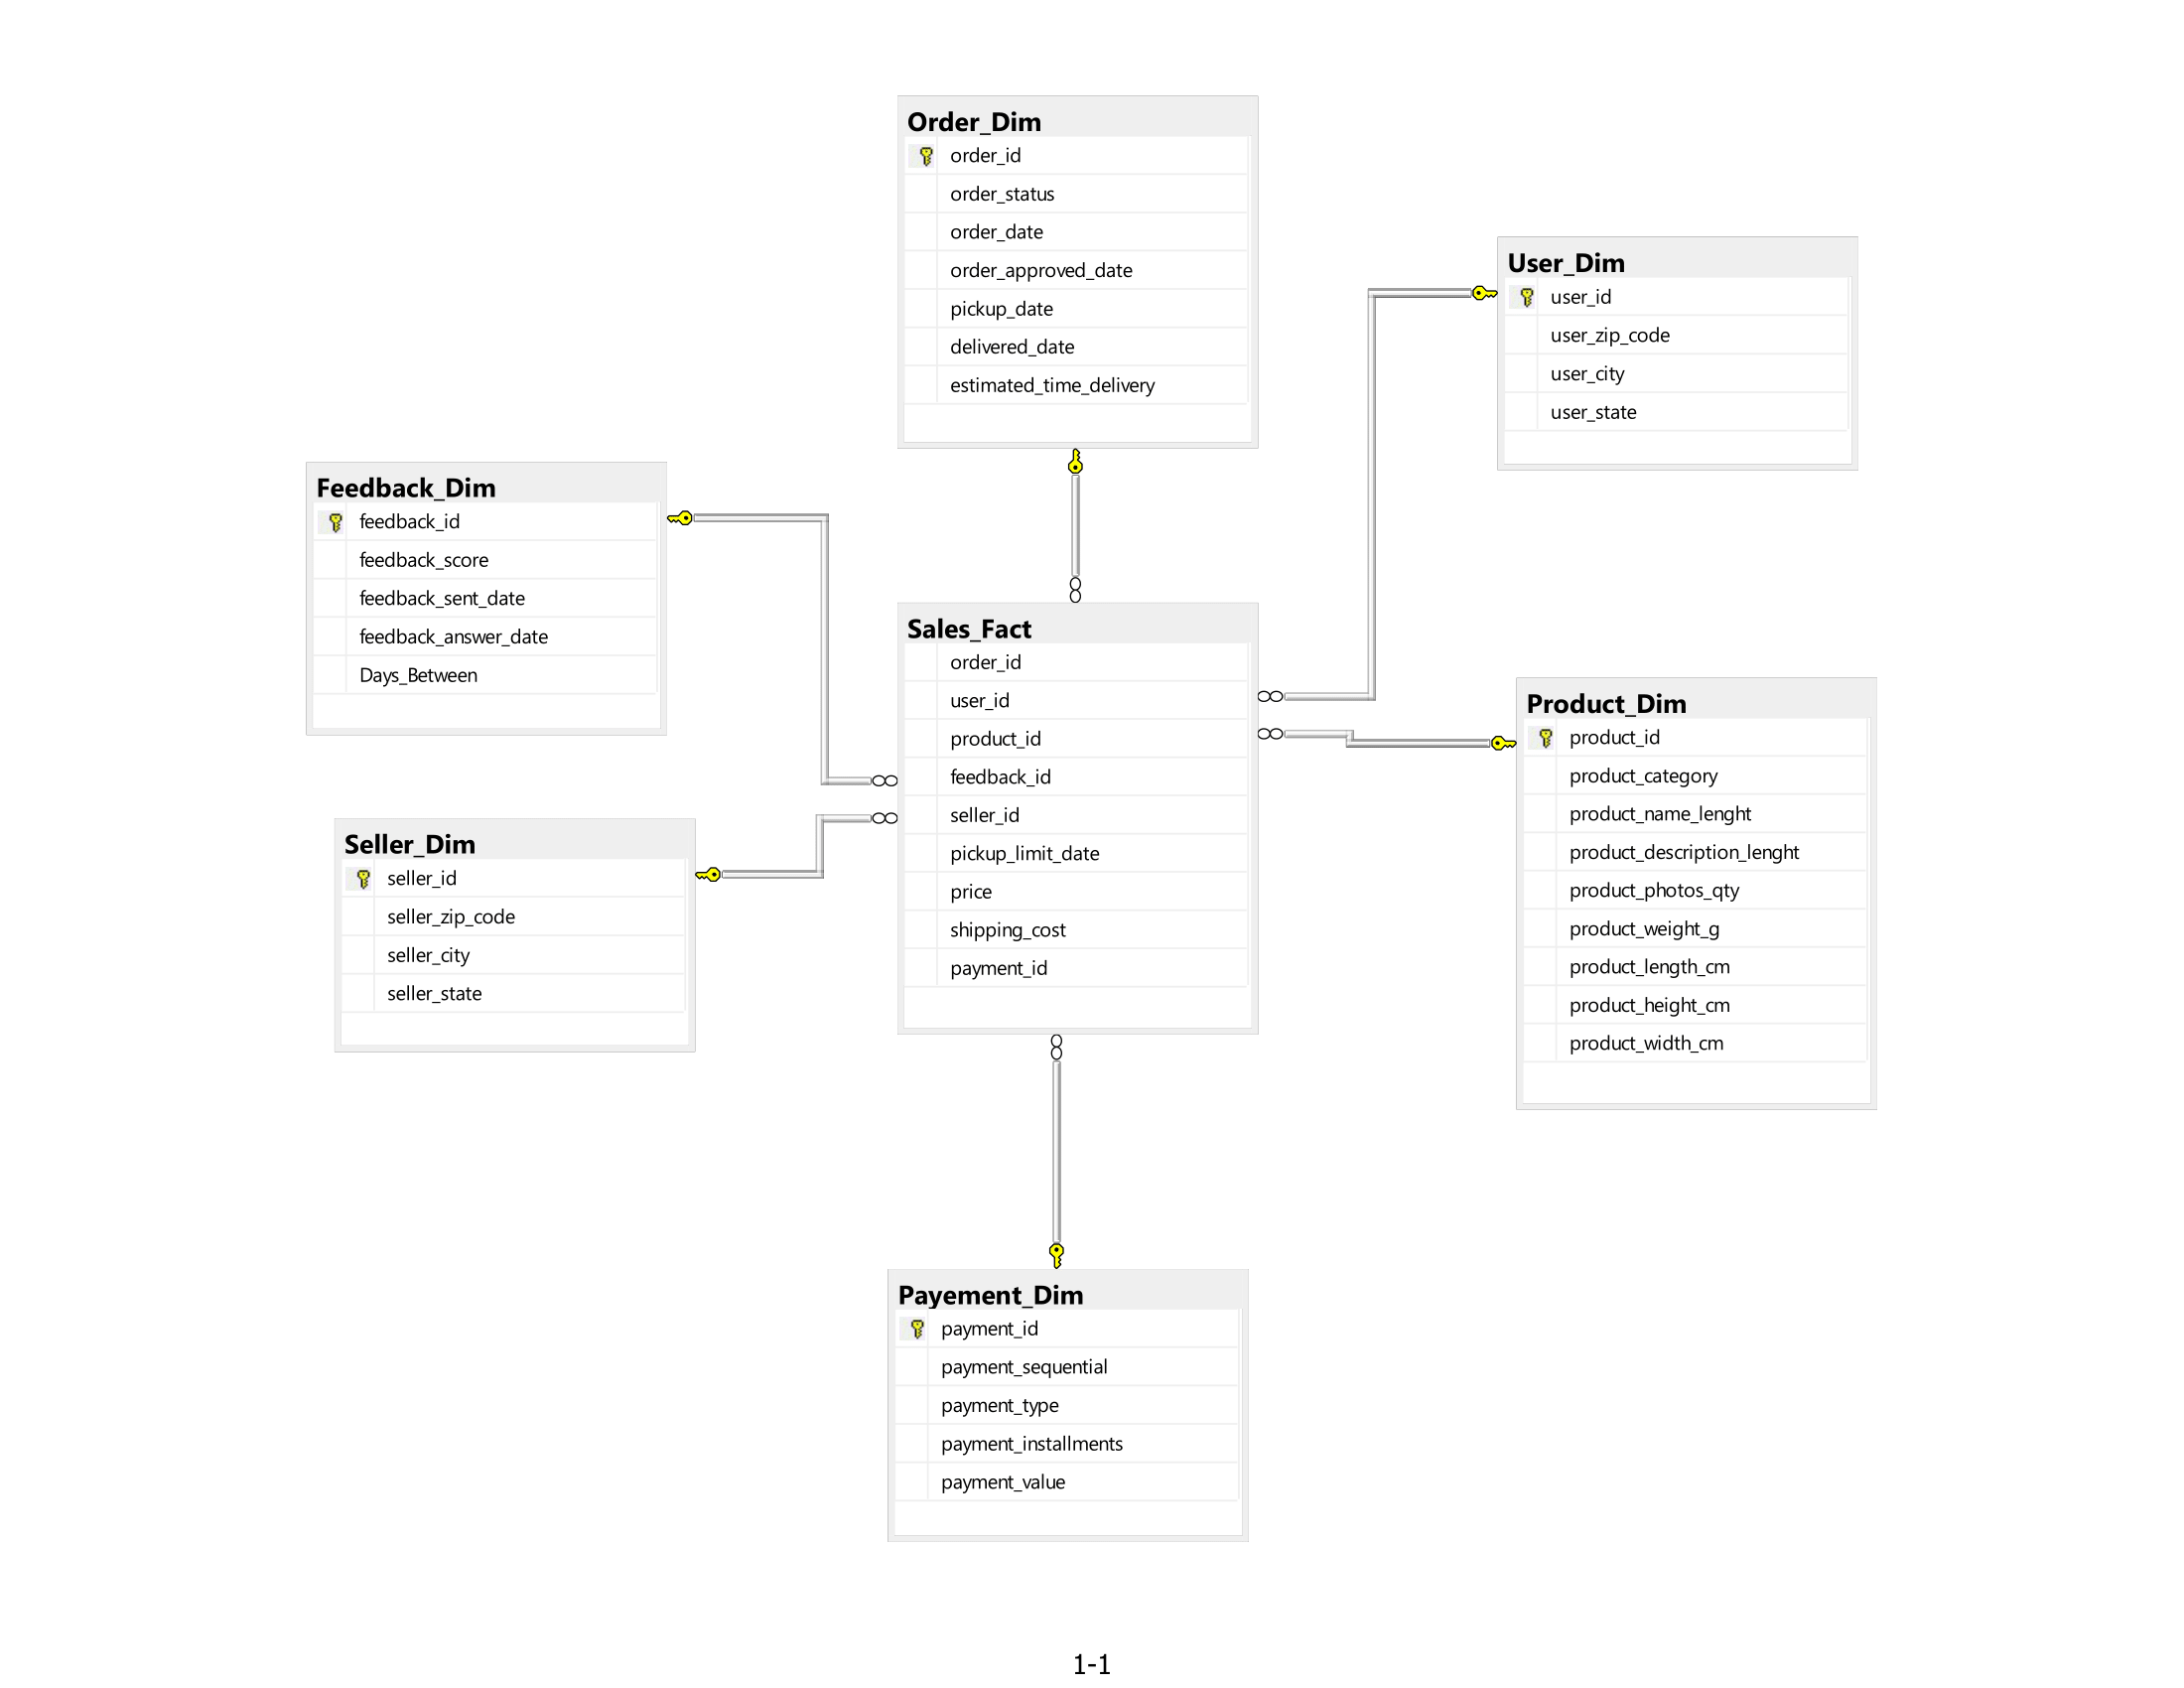 Order_Dim
order_id
order_status
order_date
order_approved_date
pickup_date
delivered_date
estimated_time_delivery
User_Dim
user_id
user_zip_code
user_city
user_state
Feedback_Dim
feedback_id
feedback_score
feedback_sent_date
feedback_answer_date
Days_Between
Sales_Fact
order_id
user_id
product_id
feedback_id
seller_id
pickup_limit_date
price
shipping_cost
payment_id
Product_Dim
product_id
product_category
product_name_lenght
product_description_lenght
product_photos_qty
product_weight_g
product_length_cm
product_height_cm
product_width_cm
Seller_Dim
seller_id
seller_zip_code
seller_city
seller_state
Payement_Dim
payment_id
payment_sequential
payment_type
payment_installments
payment_value
1-1